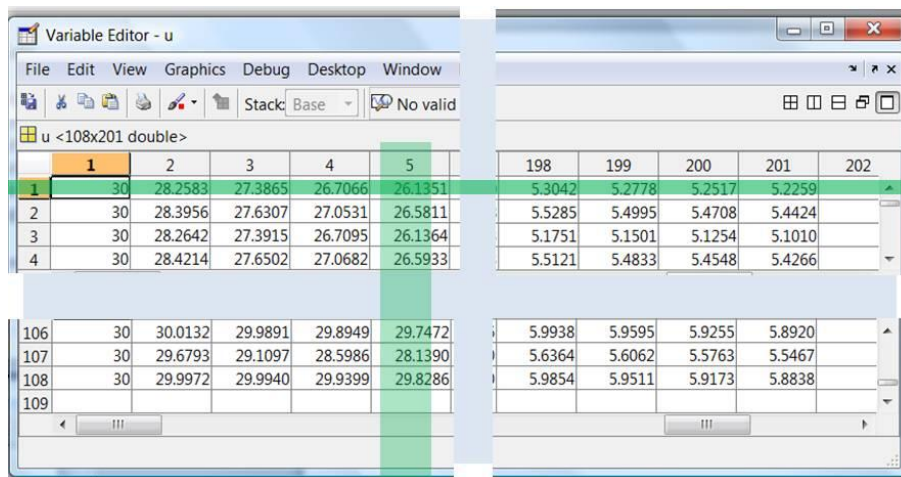 Variable Editor - u
File Edit View Graphics Debug Desktop Window
Stack: Base No valid
u <108x201 double>
1 2 3 4 5 198 199 200 201 202
1 30 28.2583 27.3865 26.7066 26.1351 5.3042 5.2778 5.2517 5.2259
2 30 28.3956 27.6307 27.0531 26.5811 5.5285 5.4995 5.4708 5.4424
3 30 28.2642 27.3915 26.7095 26.1364 5.1751 5.1501 5.1254 5.1010
4 30 28.4214 27.6502 27.0682 26.5933 5.5121 5.4833 5.4548 5.4266
106 30 30.0132 29.9891 29.8949 29.7472 5.9938 5.9595 5.9255 5.8920
107 30 29.6793 29.1097 28.5986 28.1390 5.6364 5.6062 5.5763 5.5467
108 30 29.9972 29.9940 29.9399 29.8286 5.9854 5.9511 5.9173 5.8838
109